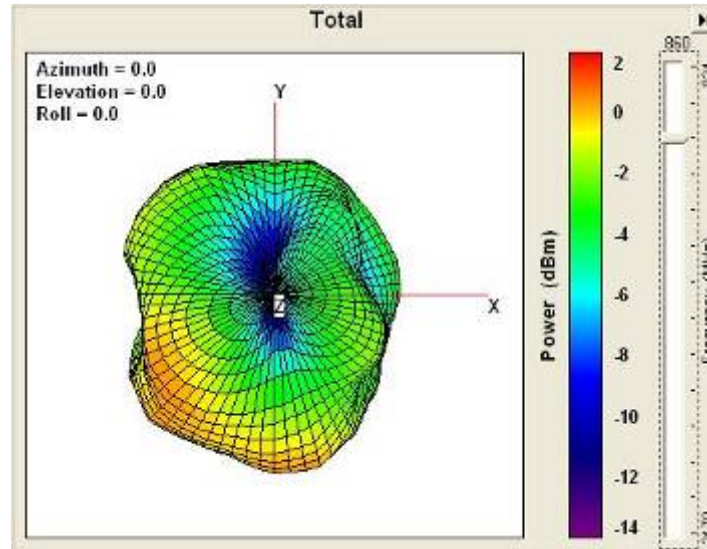 Total
Azimuth = 0.0
Elevation = 0.0
Roll = 0.0
Y
X
Z
2
0
-2
-4
-6
-8
-10
-12
-14
Power (dBm)
860